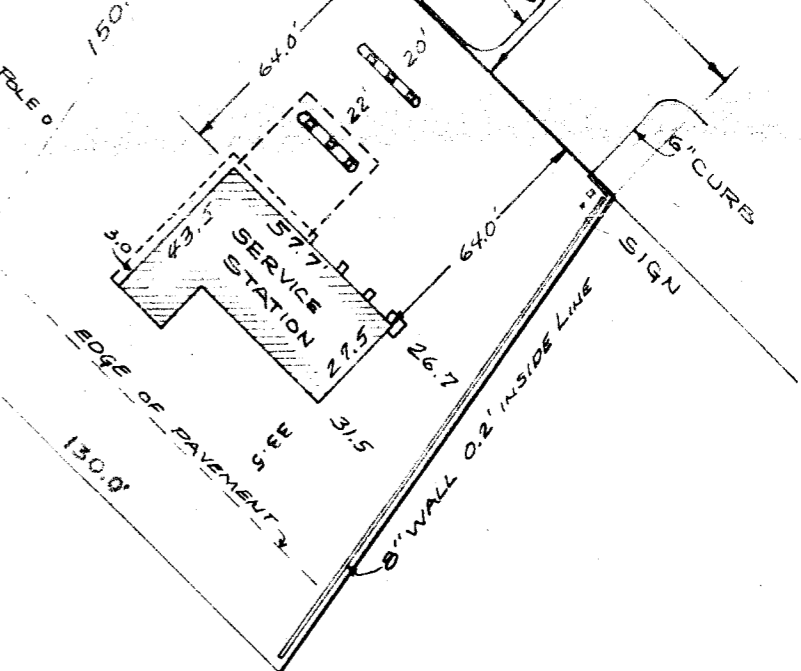 150.
64.0'
20'
POLE
22'
6" CURB
3.0'
43.5
57.7'
64.0'
SERVICE
STATION
SIGN
27.5
26.7
31.5
33.5
EDGE OF PAVEMENT
130.0'
8" WALL 0.2' INSIDE LINE